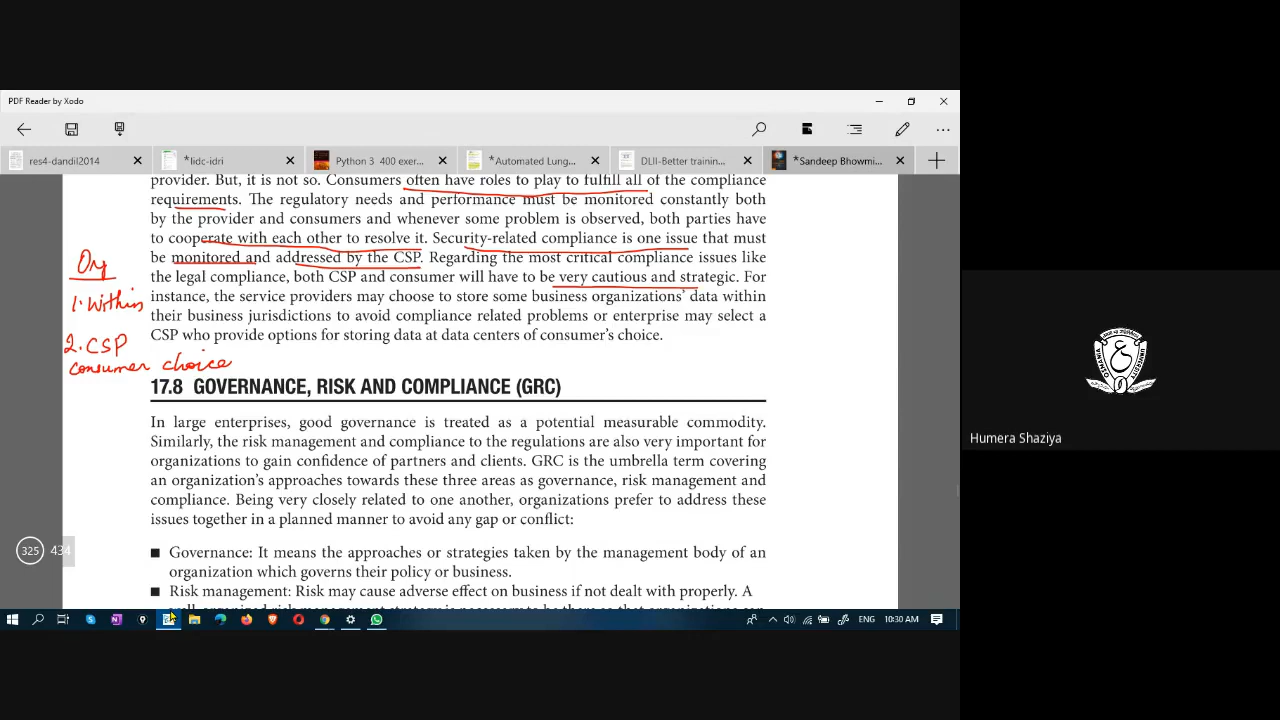 PDF Reader by Xodo
res4-dandil2014
*lidc-idri
Python 3 400 exer...
*Automated Lung...
DLII-Better trainin...
*Sandeep Bhowmi...
provider. But, it is not so. Consumers often have roles to play to fulfill all of the compliance
requirements. The regulatory needs and performance must be monitored constantly both
by the provider and consumers and whenever some problem is observed, both parties have
to cooperate with each other to resolve it. Security-related compliance is one issue that must
be monitored and addressed by the CSP. Regarding the most critical compliance issues like
the legal compliance, both CSP and consumer will have to be very cautious and strategic. For
instance, the service providers may choose to store some business organizations' data within
their business jurisdictions to avoid compliance related problems or enterprise may select a
CSP who provide options for storing data at data centers of consumer's choice.
Org
1. Within
2. CSP
consumer choice
17.8 GOVERNANCE, RISK AND COMPLIANCE (GRC)
In large enterprises, good governance is treated as a potential measurable commodity.
Similarly, the risk management and compliance to the regulations are also very important for
organizations to gain confidence of partners and clients. GRC is the umbrella term covering
an organization's approaches towards these three areas as governance, risk management and
compliance. Being very closely related to one another, organizations prefer to address these
issues together in a planned manner to avoid any gap or conflict:
■ Governance: It means the approaches or strategies taken by the management body of an
organization which governs their policy or business.
■ Risk management: Risk may cause adverse effect on business if not dealt with properly. A
325 434
ENG
10:30 AM
Humera Shaziya